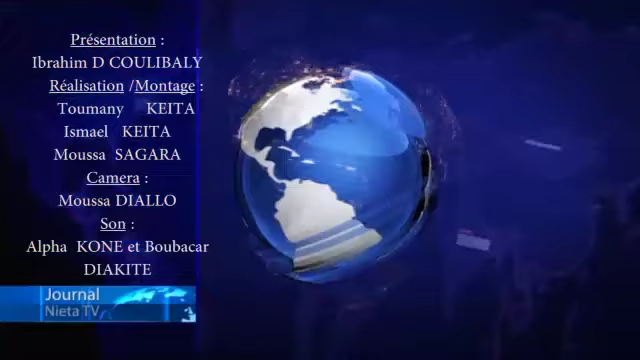 Présentation :
Ibrahim D COULIBALY
Réalisation /Montage :
Toumany KEITA
Ismael KEITA
Moussa SAGARA
Camera :
Moussa DIALLO
Son :
Alpha KONE et Boubacar
DIAKITE
Journal
Nieta TV